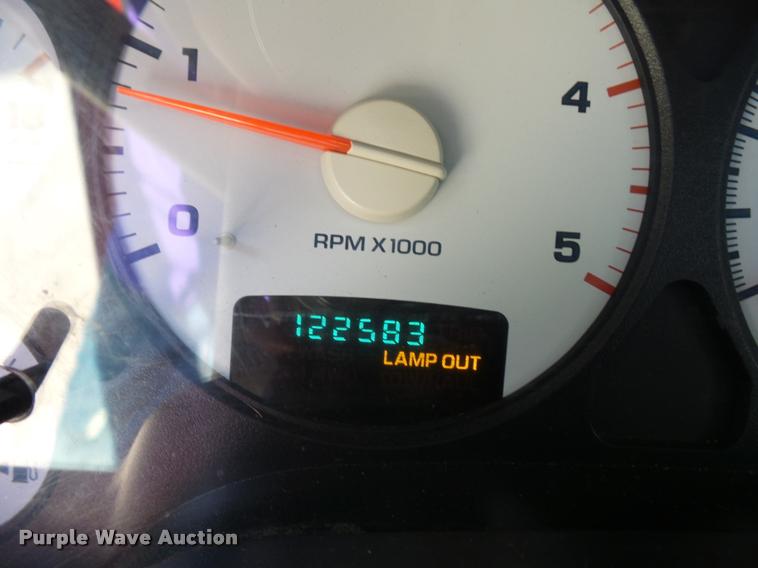 1
4
0
5
RPM X1000
122583
LAMP OUT
Purple Wave Auction